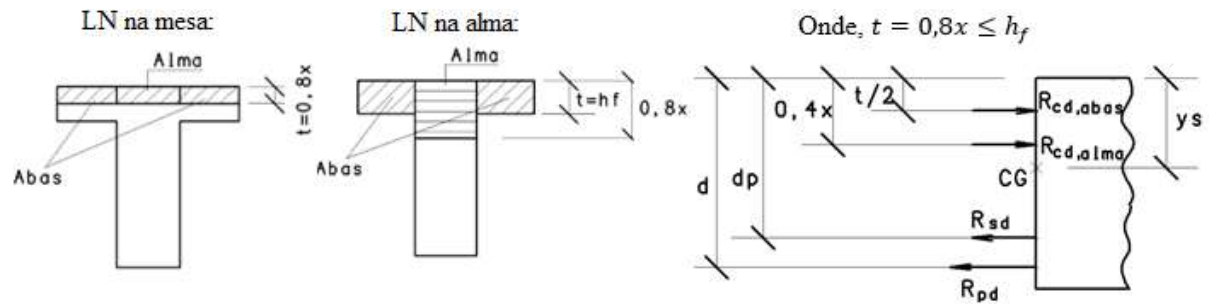 LN na mesa:
LN na alma:
Onde, t = 0,8x ≤ h_f
Alma
Abas
t=0,8x
Alma
Abas
t=hf
0,8x
d
dp
0,4x
t/2
R_cd,abas
R_cd,alma
CG
ys
R_sd
R_pd